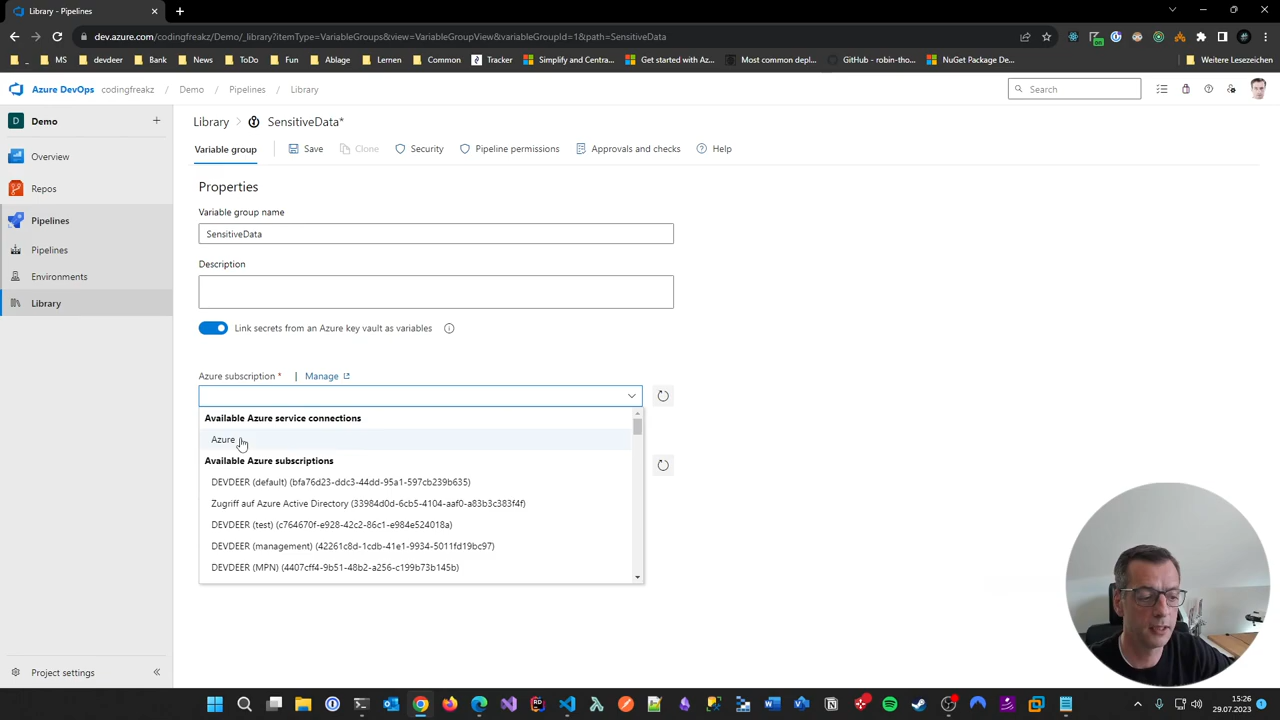 Library - Pipelines
dev.azure.com/codingfreakz/Demo/_library?itemType=VariableGroups&view=VariableGroupView&variableGroupId=1&path=SensitiveData
MS devdeer Bank News ToDo Fun Ablage Lernen Common Tracker Simplify and Centra... Get started with Az... Most common depl... GitHub - robin-tho... NuGet Package De... Weitere Lesezeichen
Azure DevOps codingfreakz / Demo / Pipelines / Library
Search
Demo
Overview
Repos
Pipelines
Pipelines
Environments
Library
Project settings
Library > SensitiveData*
Variable group | Save Clone Security Pipeline permissions Approvals and checks Help
Properties
Variable group name
SensitiveData
Description
Link secrets from an Azure key vault as variables
Azure subscription * | Manage
Available Azure service connections
Azure
Available Azure subscriptions
DEVDEER (default) (bfa76d23-ddc3-44dd-95a1-597cb239b635)
Zugriff auf Azure Active Directory (33984d0d-6cb5-4104-aaf0-a83b3c383f4f)
DEVDEER (test) (c764670f-e928-42c2-86c1-e984e524018a)
DEVDEER (management) (42261c8d-1cdb-41e1-9934-5011fd19bc97)
DEVDEER (MPN) (4407cff4-9b51-48b2-a256-c199b73b145b)
15:26
29.07.2023